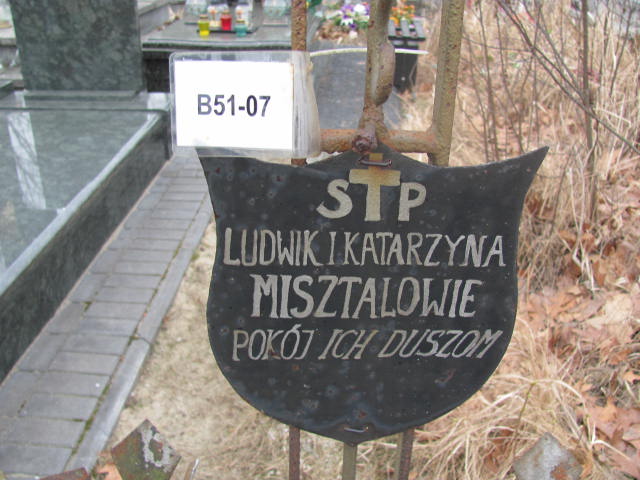 B51-07
S T P
LUDWIK I KATARZYNA
MISZTALOWIE
POKÓJ ICH DUSZOM